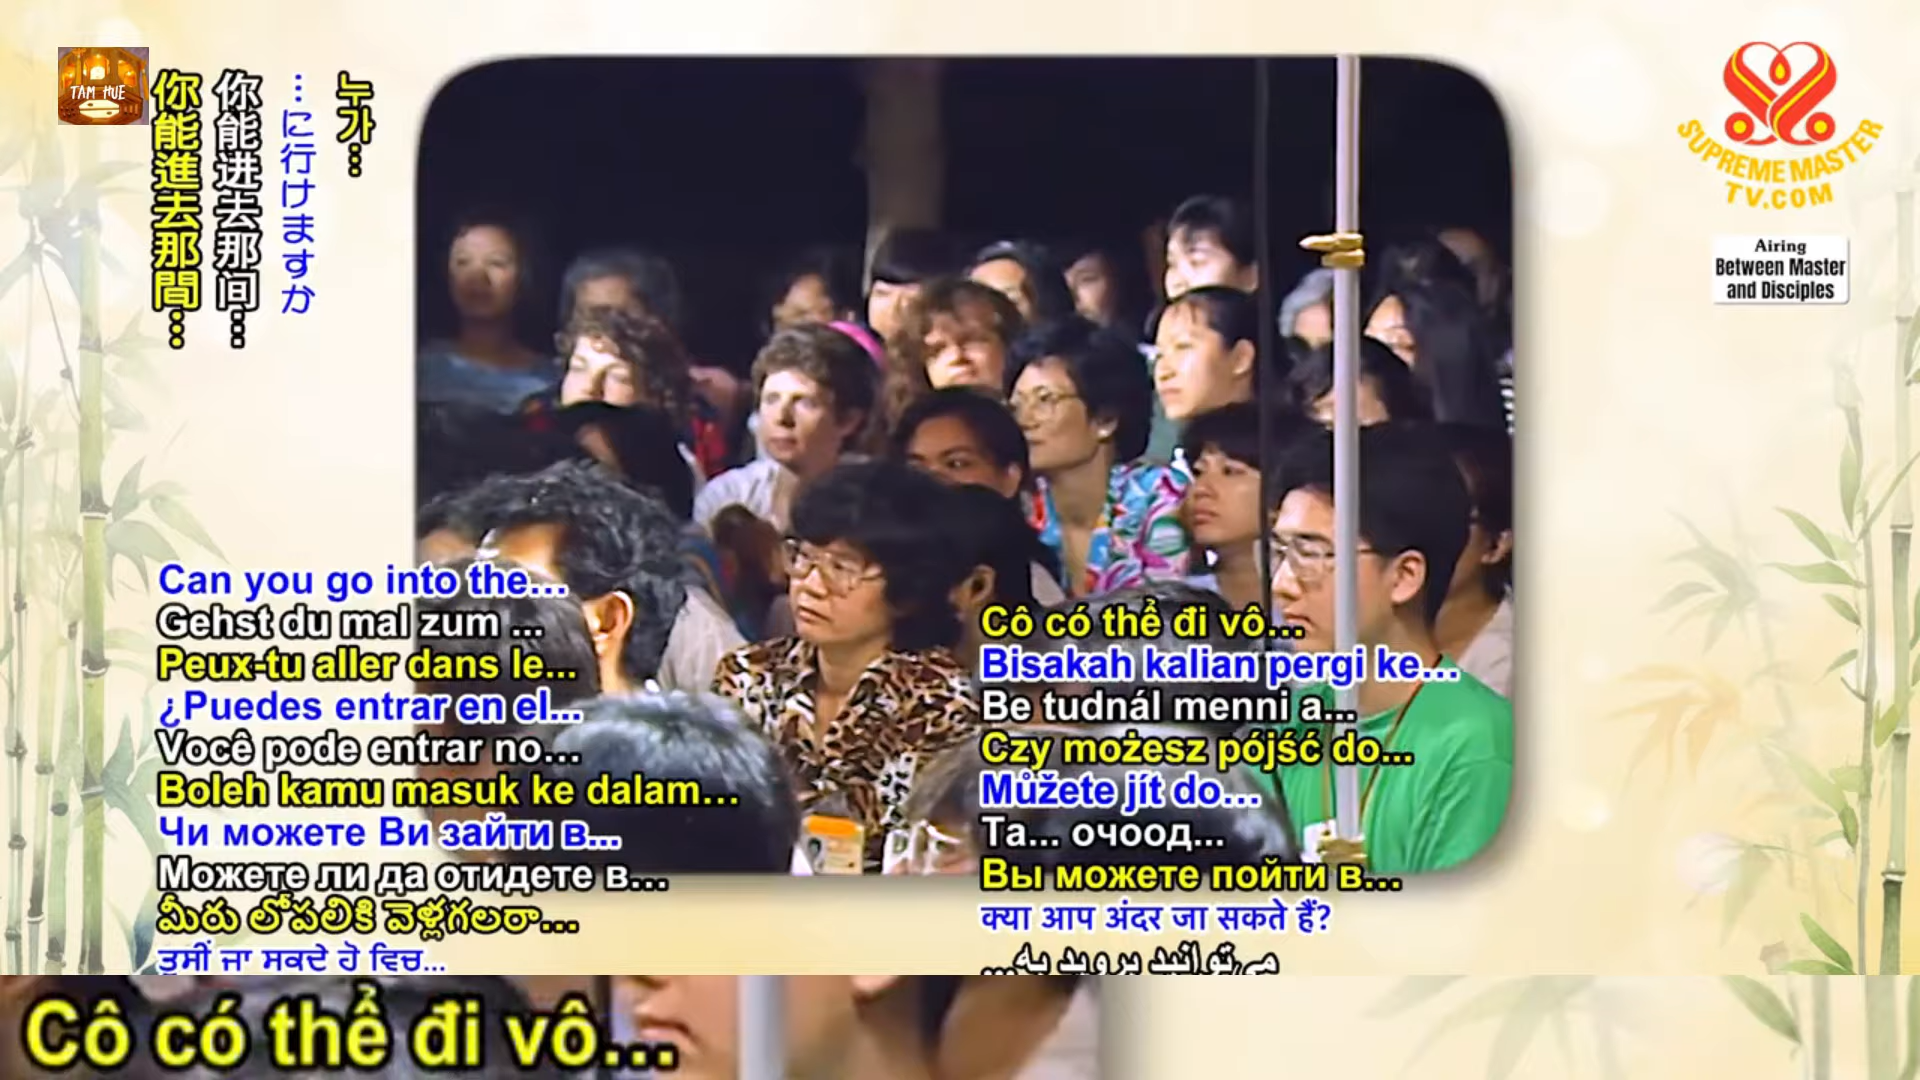 TAM HUE
누가...
…に行けますか
你能进去那间…
你能進去那間…
SUPREME MASTER
TV.COM
Airing
Between Master
and Disciples
Can you go into the…
Gehst du mal zum ...
Peux-tu aller dans le...
¿Puedes entrar en el...
Você pode entrar no…
Boleh kamu masuk ke dalam…
Чи можете Ви зайти в...
Можете ли да отидете в…
మీరు లోపలికి వెళ్లగలరా...
ਤੁਸੀਂ ਜਾ ਸਕਦੇ ਹੋ ਵਿਚ...
Cô có thể đi vô…
Bisakah kalian pergi ke…
Be tudnál menni a...
Czy możesz pójść do...
Můžete jít do…
Та... очоод...
Вы можете пойти в…
क्या आप अंदर जा सकते हैं?
می‌توانید بروید به...
Cô có thể đi vô…